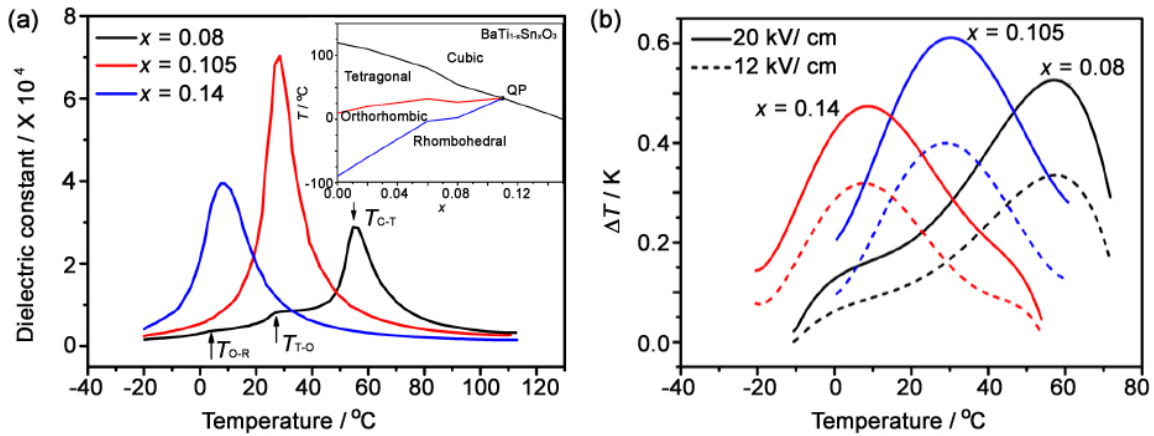 (a)
x = 0.08
x = 0.105
x = 0.14
Dielectric constant / X 10 4
8
6
4
2
0
-40 -20 0 20 40 60 80 100 120
Temperature / °C
T O-R
T T-O
T C-T
BaTi1-xSnxO3
Cubic
Tetragonal
QP
Orthorhombic
Rhombohedral
T / °C
100
0
-100
0.00 0.04 0.08 0.12
x
(b)
20 kV/ cm
12 kV/ cm
x = 0.105
x = 0.08
x = 0.14
ΔT / K
0.6
0.4
0.2
0.0
-40 -20 0 20 40 60 80
Temperature / °C